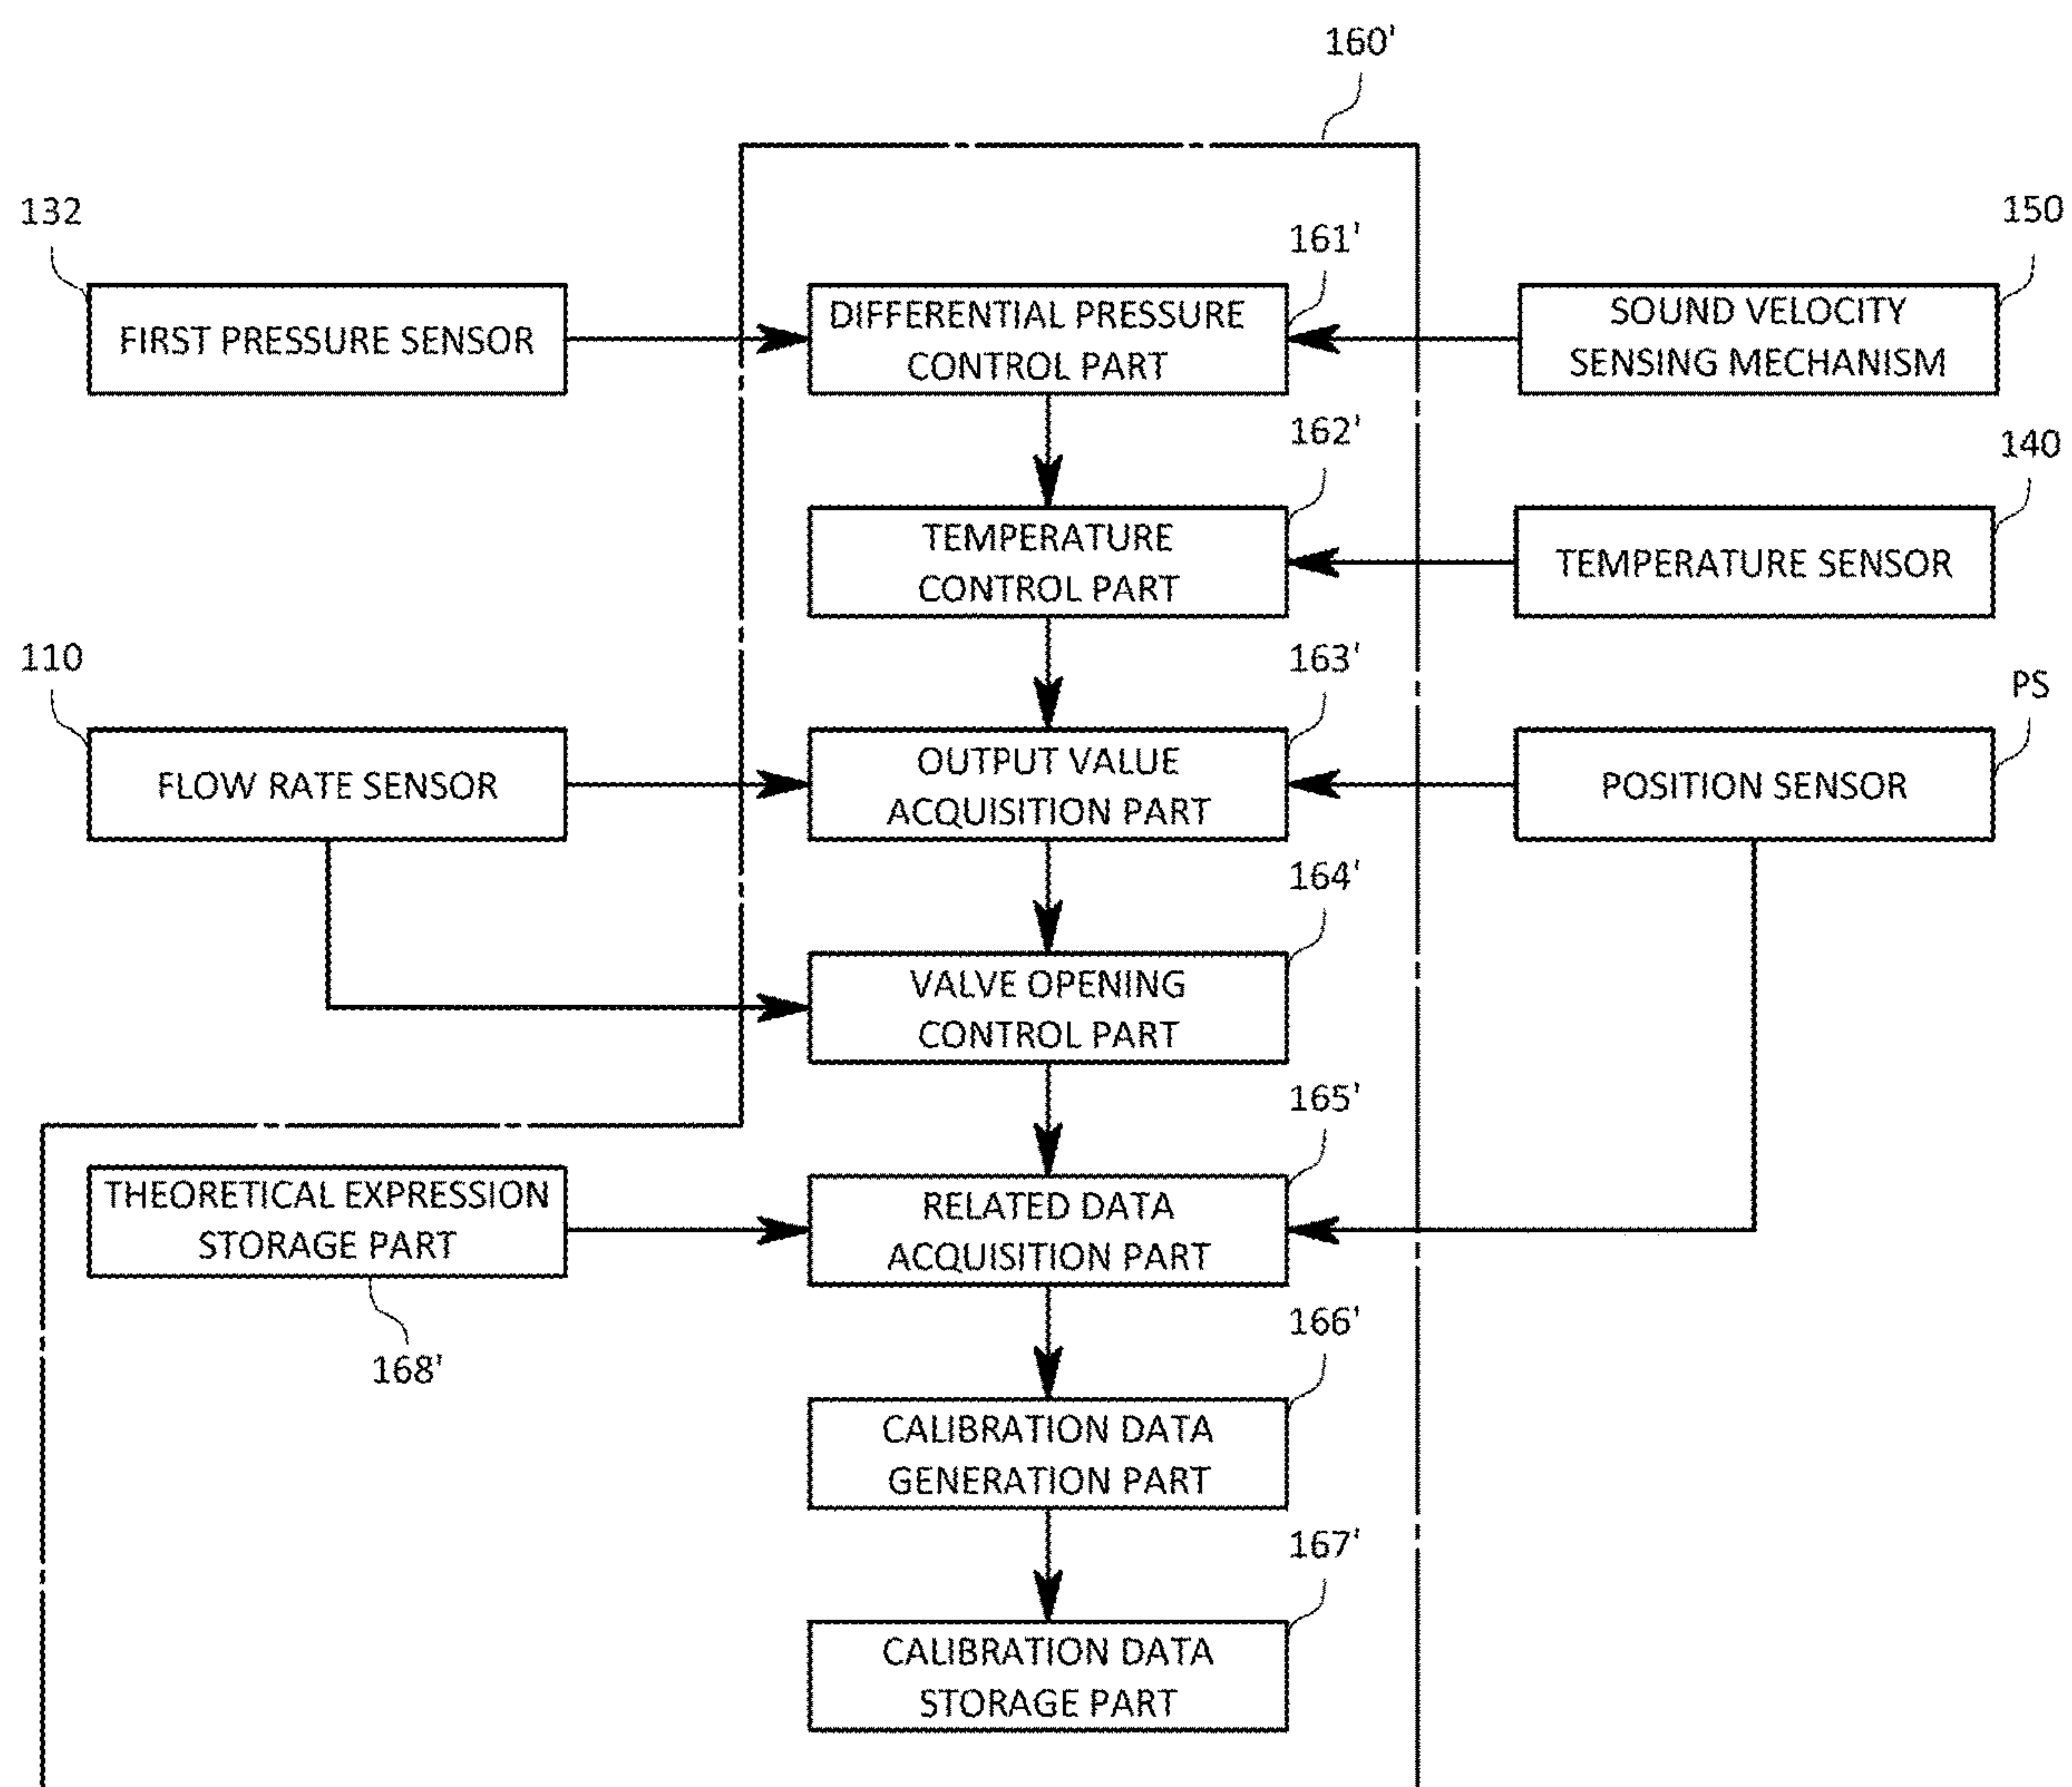 160'
132
161'
150
FIRST PRESSURE SENSOR
DIFFERENTIAL PRESSURE
CONTROL PART
SOUND VELOCITY
SENSING MECHANISM
162'
140
TEMPERATURE
CONTROL PART
TEMPERATURE SENSOR
110
163'
PS
FLOW RATE SENSOR
OUTPUT VALUE
ACQUISITION PART
POSITION SENSOR
164'
VALVE OPENING
CONTROL PART
165'
THEORETICAL EXPRESSION
STORAGE PART
RELATED DATA
ACQUISITION PART
168'
166'
CALIBRATION DATA
GENERATION PART
167'
CALIBRATION DATA
STORAGE PART